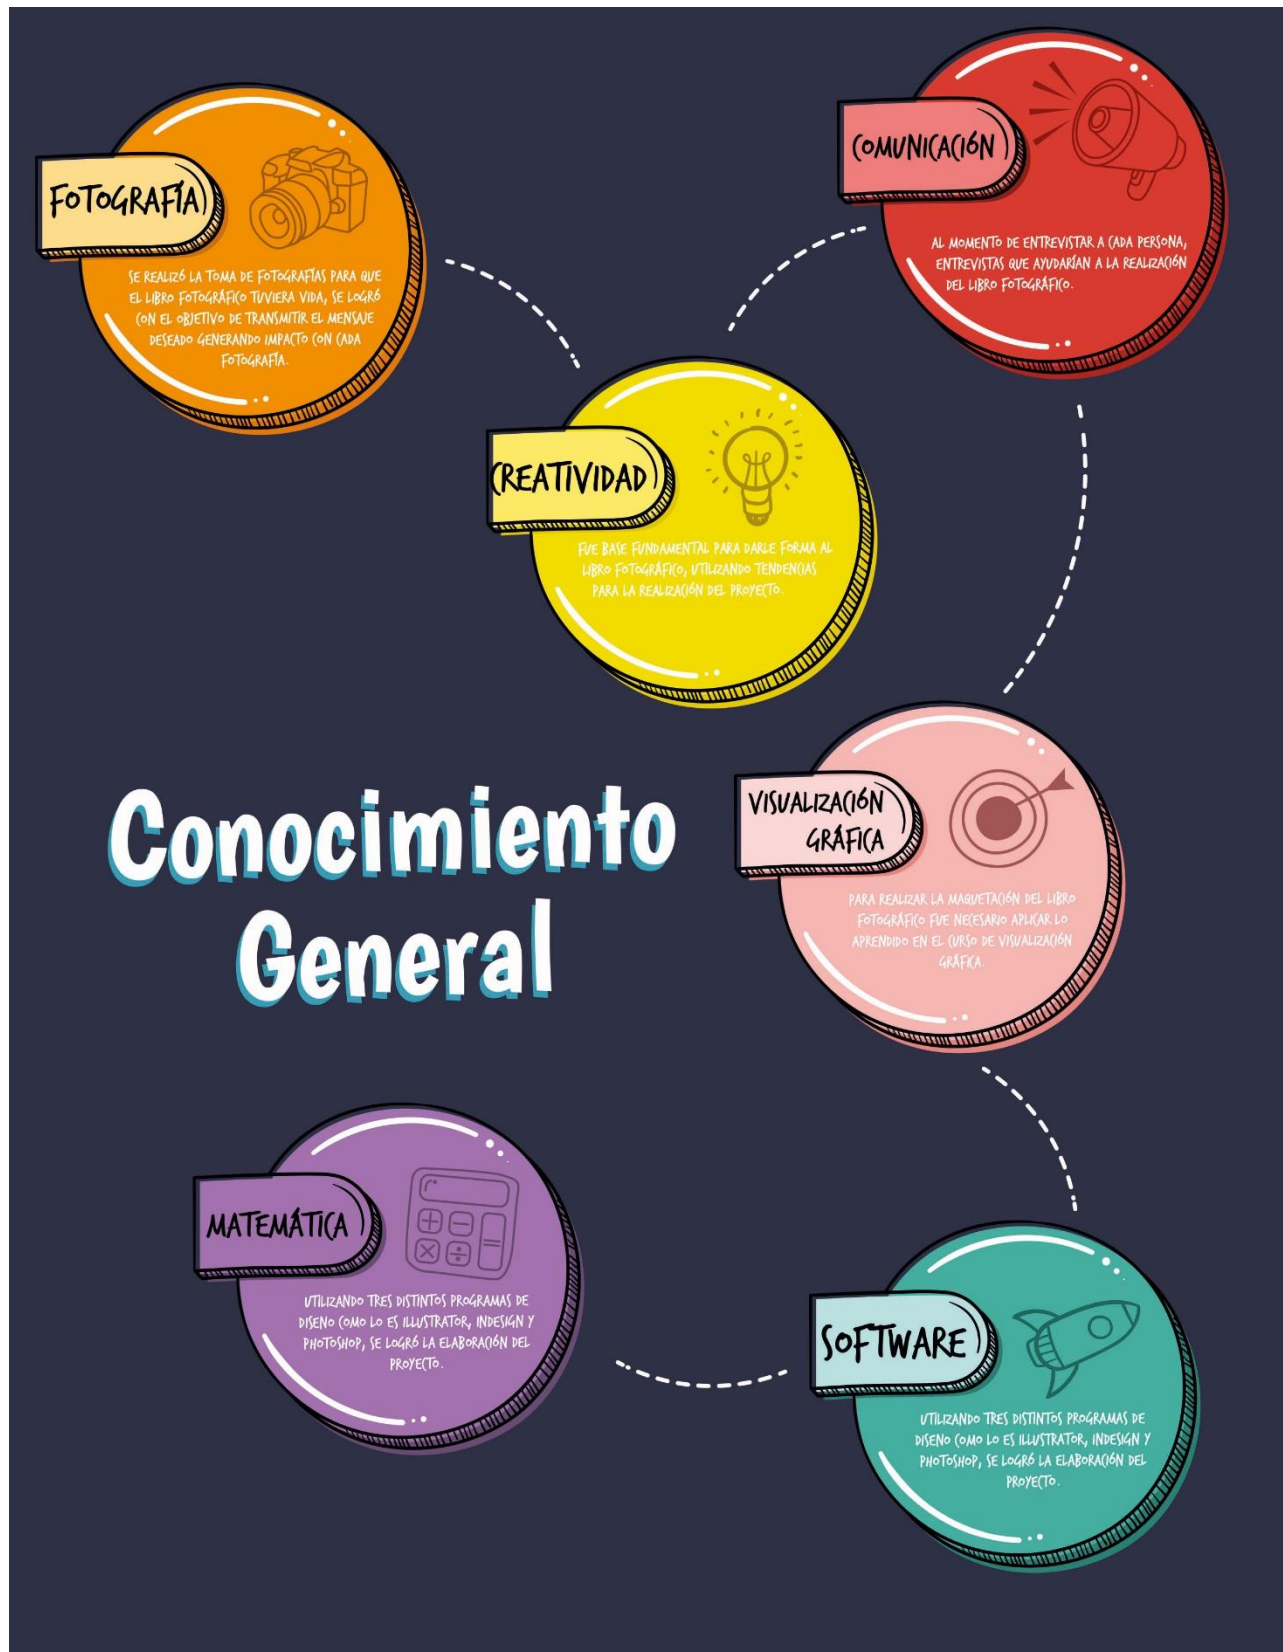 FOTOGRAFÍA
SE REALIZÓ LA TOMA DE FOTOGRAFÍAS PARA QUE
EL LIBRO FOTOGRÁFICO TUVIERA VIDA, SE LOGRÓ
CON EL OBJETIVO DE TRANSMITIR EL MENSAJE
DESEADO GENERANDO IMPACTO CON CADA
FOTOGRAFÍA.
CREATIVIDAD
FUE BASE FUNDAMENTAL PARA DARLE FORMA AL
LIBRO FOTOGRÁFICO, UTILIZANDO TENDENCIAS
PARA LA REALIZACIÓN DEL PROYECTO.
COMUNICACIÓN
AL MOMENTO DE ENTREVISTAR A CADA PERSONA,
ENTREVISTAS QUE AYUDARÍAN A LA REALIZACIÓN
DEL LIBRO FOTOGRÁFICO.
VISUALIZACIÓN
GRÁFICA
PARA REALIZAR LA MAQUETACIÓN DEL LIBRO
FOTOGRÁFICO FUE NECESARIO APLICAR LO
APRENDIDO EN EL CURSO DE VISUALIZACIÓN
GRÁFICA.
Conocimiento
General
MATEMÁTICA
UTILIZANDO TRES DISTINTOS PROGRAMAS DE
DISENO COMO LO ES ILLUSTRATOR, INDESIGN Y
PHOTOSHOP, SE LOGRÓ LA ELABORACIÓN DEL
PROYECTO.
SOFTWARE
UTILIZANDO TRES DISTINTOS PROGRAMAS DE
DISENO COMO LO ES ILLUSTRATOR, INDESIGN Y
PHOTOSHOP, SE LOGRÓ LA ELABORACIÓN DEL
PROYECTO.